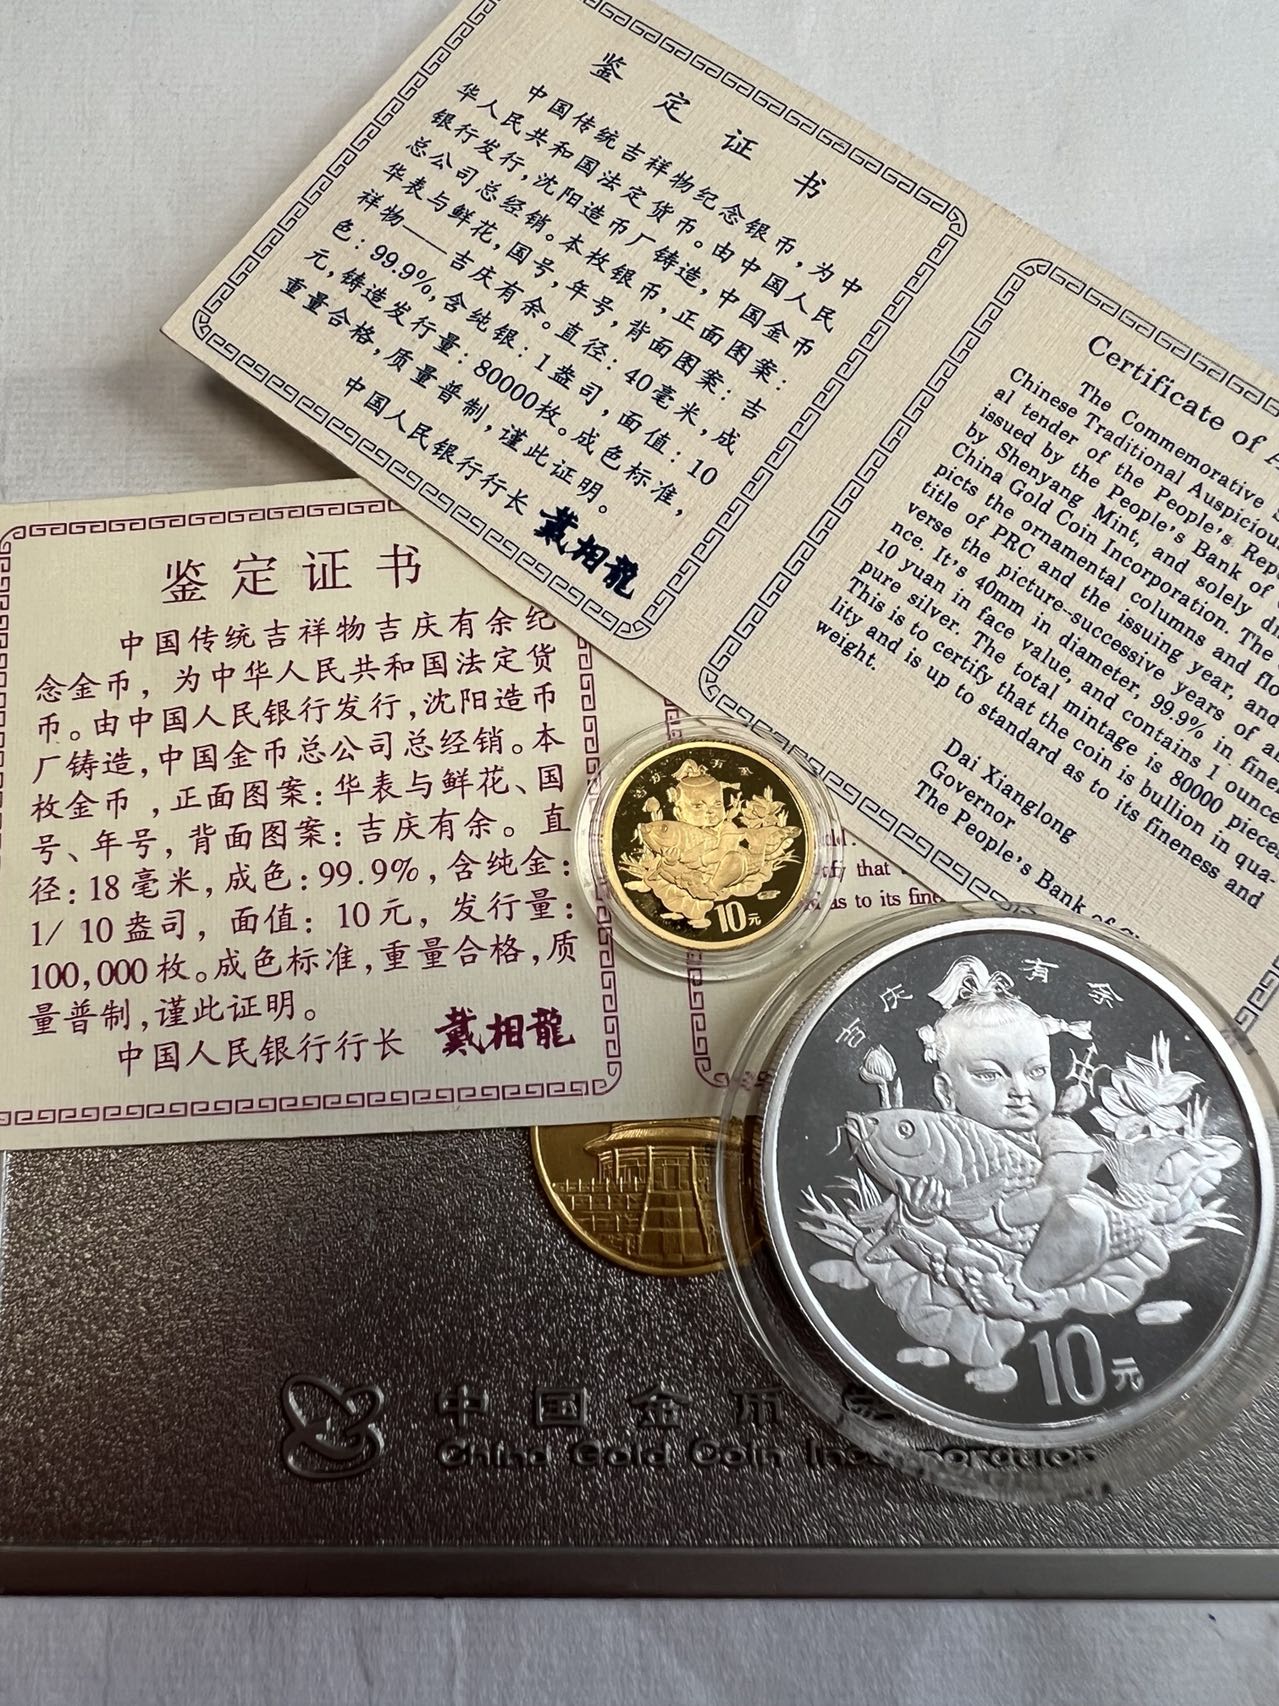 鉴定证书
中国传统吉祥物纪念银币，为中
华人民共和国法定货币。由中国人民
银行发行，沈阳造币厂铸造，中国金币
总公司总经销。本枚银币，正面图案：
华表与鲜花，国号，年号，背面图案：吉
祥物——吉庆有余。直径：40毫米，成
色：99.9%，含纯银：1盎司，面值：10
元，铸造发行量：80000枚。成色标准，
重量合格，质量普制，谨此证明。
中国人民银行行长 戴相龍
Certificate of
The Commemorative
Chinese Traditional Auspiciou
al tender of the People's Rep
issued by the People's Bank of
by Shenyang Mint, and solely di
China Gold Coin Incorporation. The
picts the ornamental columns and flo
title of PRC and the issuing year, and
verse the picture--successive years of a
nce. It's 40mm in diameter, 99.9% in fine
10 yuan in face value, and contains 1 ounce
pure silver. The total mintage is 80000 piece
This is to certify that the coin is bullion in qua-
lity and is up to standard as to its fineness and
weight.
Dai Xianglong
Governor
The People's Bank of
鉴定证书
中国传统吉祥物吉庆有余纪
念金币，为中华人民共和国法定货
币。由中国人民银行发行，沈阳造币
厂铸造，中国金币总公司总经销。本
枚金币，正面图案：华表与鲜花、国
号、年号，背面图案：吉庆有余。直
径：18毫米，成色：99.9%，含纯金：
1/10盎司，面值：10元，发行量：
100,000枚。成色标准，重量合格，质
量普制，谨此证明。
中国人民银行行长 戴相龍
that
as to its fine
吉庆有余
10元
吉庆有余
10元
中国金币
China Gold Coin Incorporation